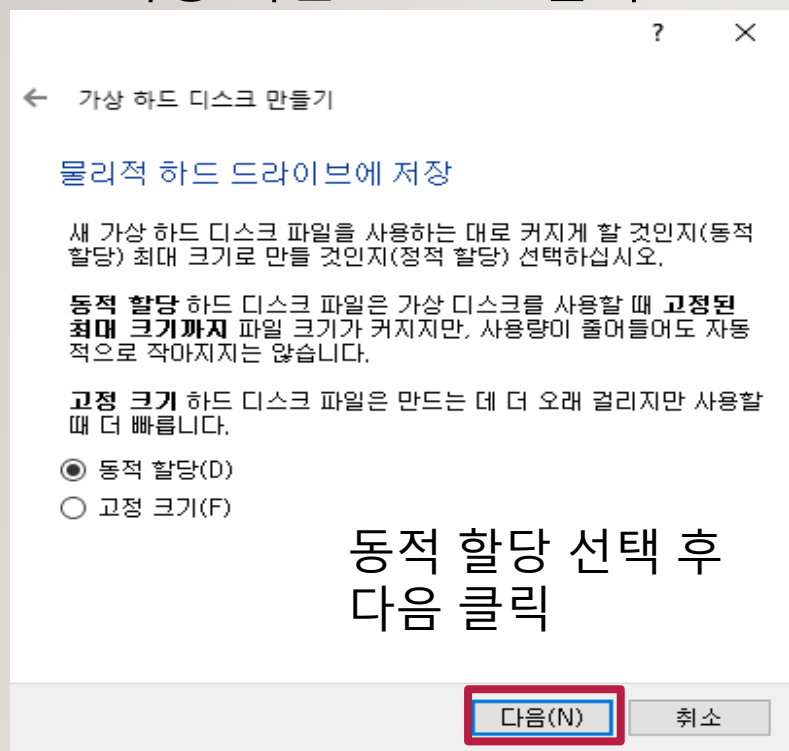 ?
← 가상 하드 디스크 만들기
물리적 하드 드라이브에 저장
새 가상 하드 디스크 파일을 사용하는 대로 커지게 할 것인지(동적
할당) 최대 크기로 만들 것인지(정적 할당) 선택하십시오.
동적 할당 하드 디스크 파일은 가상 디스크를 사용할 때 고정된
최대 크기까지 파일 크기가 커지지만, 사용량이 줄어들어도 자동
적으로 작아지지는 않습니다.
고정 크기 하드 디스크 파일은 만드는 데 더 오래 걸리지만 사용할
때 더 빠릅니다.
동적 할당(D)
고정 크기(F)
동적 할당 선택 후
다음 클릭
다음(N) 취소